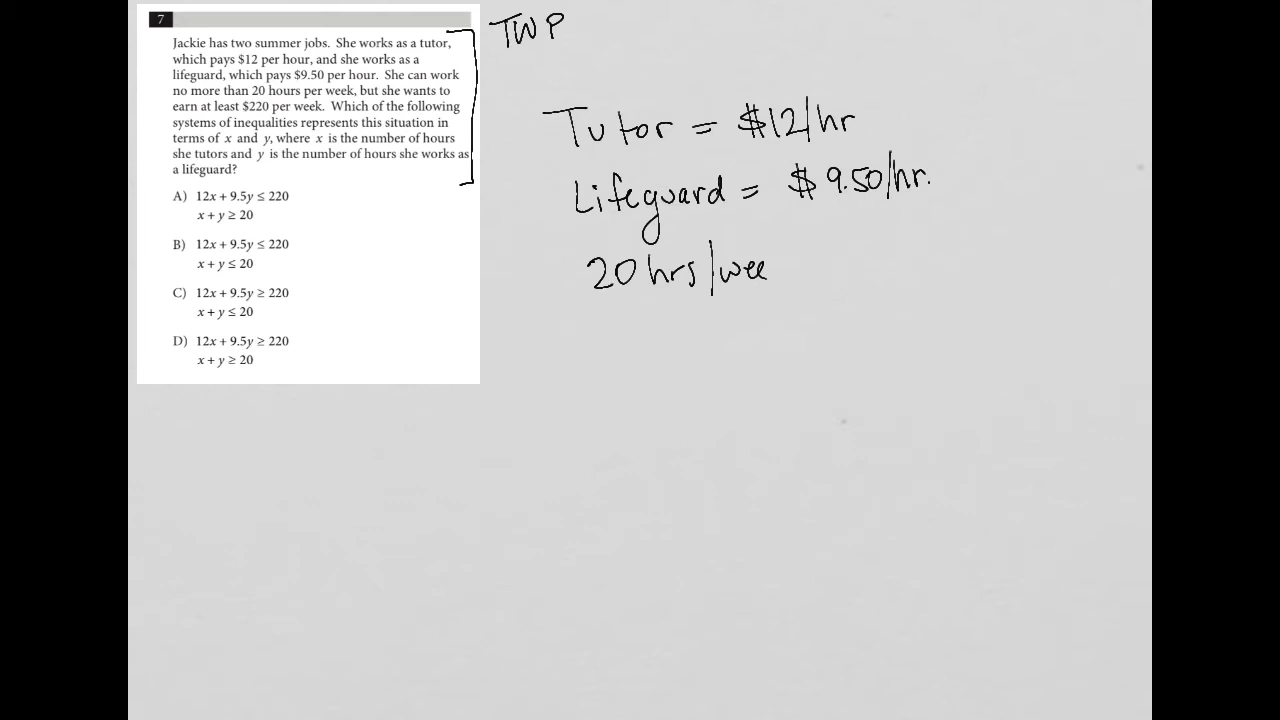 7
Jackie has two summer jobs. She works as a tutor,
which pays $12 per hour, and she works as a
lifeguard, which pays $9.50 per hour. She can work
no more than 20 hours per week, but she wants to
earn at least $220 per week. Which of the following
systems of inequalities represents this situation in
terms of x and y, where x is the number of hours
she tutors and y is the number of hours she works as
a lifeguard?
A) 12x + 9.5y ≤ 220
x + y ≥ 20
B) 12x + 9.5y ≤ 220
x + y ≤ 20
C) 12x + 9.5y ≥ 220
x + y ≤ 20
D) 12x + 9.5y ≥ 220
x + y ≥ 20
TWP
Tutor = $12/hr
Lifeguard = $9.50/hr.
20 hrs/wee